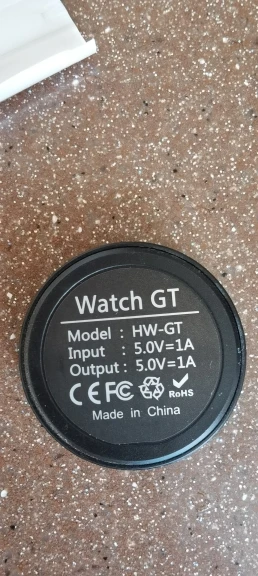 Watch GT
Model : HW-GT
Input : 5.0V=1A
Output : 5.0V=1A
CE FC RoHS
Made in China